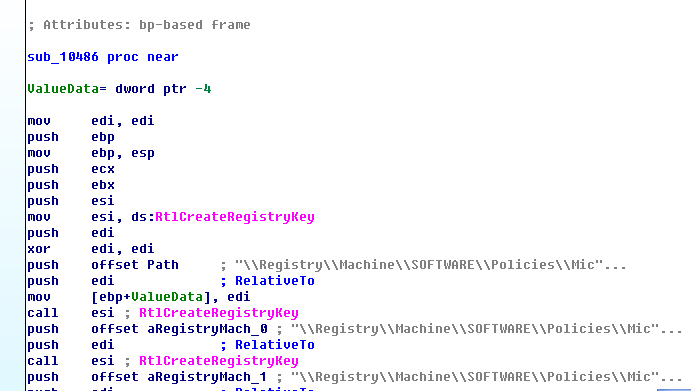 ; Attributes: bp-based frame
sub_10486 proc near
ValueData= dword ptr -4
mov edi, edi
push ebp
mov ebp, esp
push ecx
push ebx
push esi
mov esi, ds:RtlCreateRegistryKey
push edi
xor edi, edi
push offset Path ; "\\Registry\\Machine\\SOFTWARE\\Policies\\Mic"...
push edi ; RelativeTo
mov [ebp+ValueData], edi
call esi ; RtlCreateRegistryKey
push offset aRegistryMach_0 ; "\\Registry\\Machine\\SOFTWARE\\Policies\\Mic"...
push edi ; RelativeTo
call esi ; RtlCreateRegistryKey
push offset aRegistryMach_1 ; "\\Registry\\Machine\\SOFTWARE\\Policies\\Mic"...
push edi ; RelativeTo